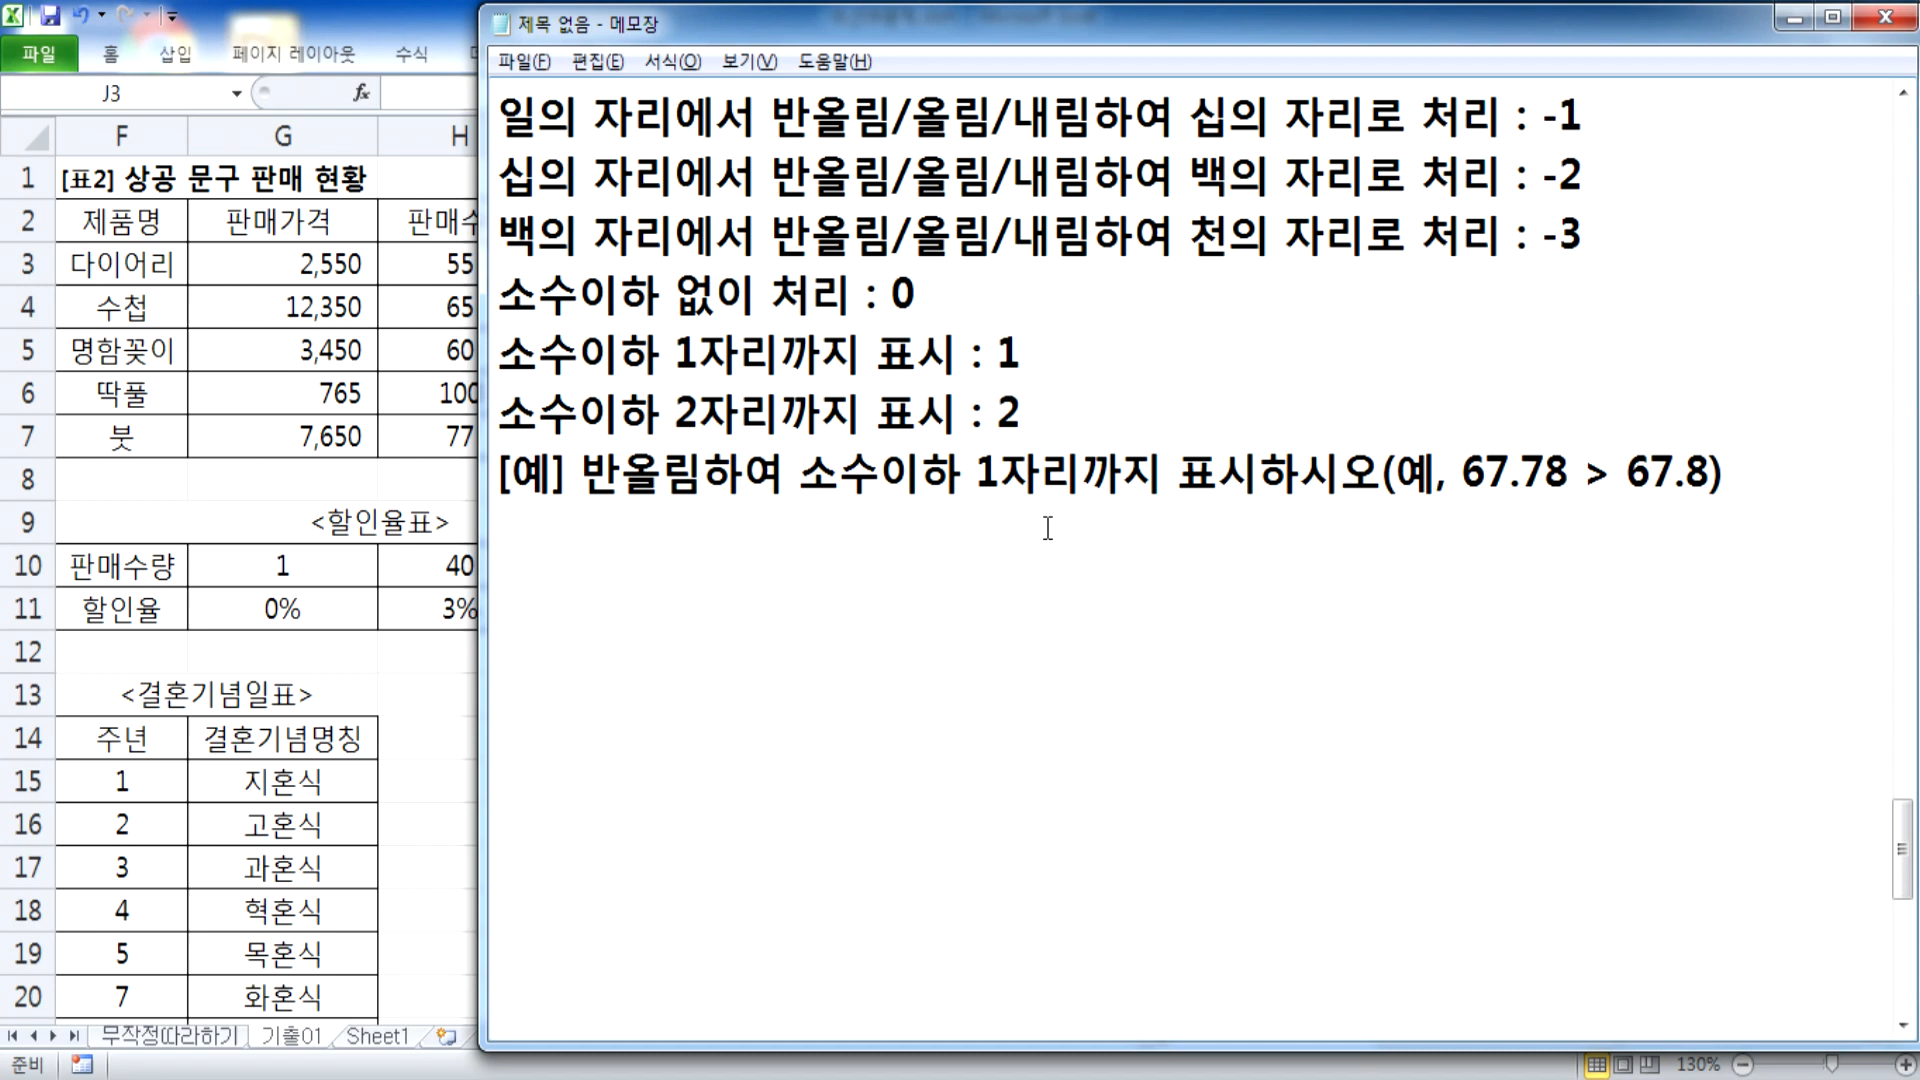 제목 없음 - 메모장
파일 홈 삽입 페이지 레이아웃 수식
파일(F) 편집(E) 서식(O) 보기(V) 도움말(H)
J3 fx
F G H
1 [표2] 상공 문구 판매 현황
2 제품명 판매가격
3 다이어리 2,550 55
4 수첩 12,350 65
5 명함꽂이 3,450 60
6 딱풀 765 100
7 붓 7,650 77
8
9 <할인율표>
10 판매수량 1 40
11 할인율 0% 3%
12
13 <결혼기념일표>
14 주년 결혼기념명칭
15 1 지혼식
16 2 고혼식
17 3 과혼식
18 4 혁혼식
19 5 목혼식
20 7 화혼식
무작정따라하기 기출01 Sheet1
준비
일의 자리에서 반올림/올림/내림하여 십의 자리로 처리 : -1
십의 자리에서 반올림/올림/내림하여 백의 자리로 처리 : -2
백의 자리에서 반올림/올림/내림하여 천의 자리로 처리 : -3
소수이하 없이 처리 : 0
소수이하 1자리까지 표시 : 1
소수이하 2자리까지 표시 : 2
[예] 반올림하여 소수이하 1자리까지 표시하시오(예, 67.78 > 67.8)
130%